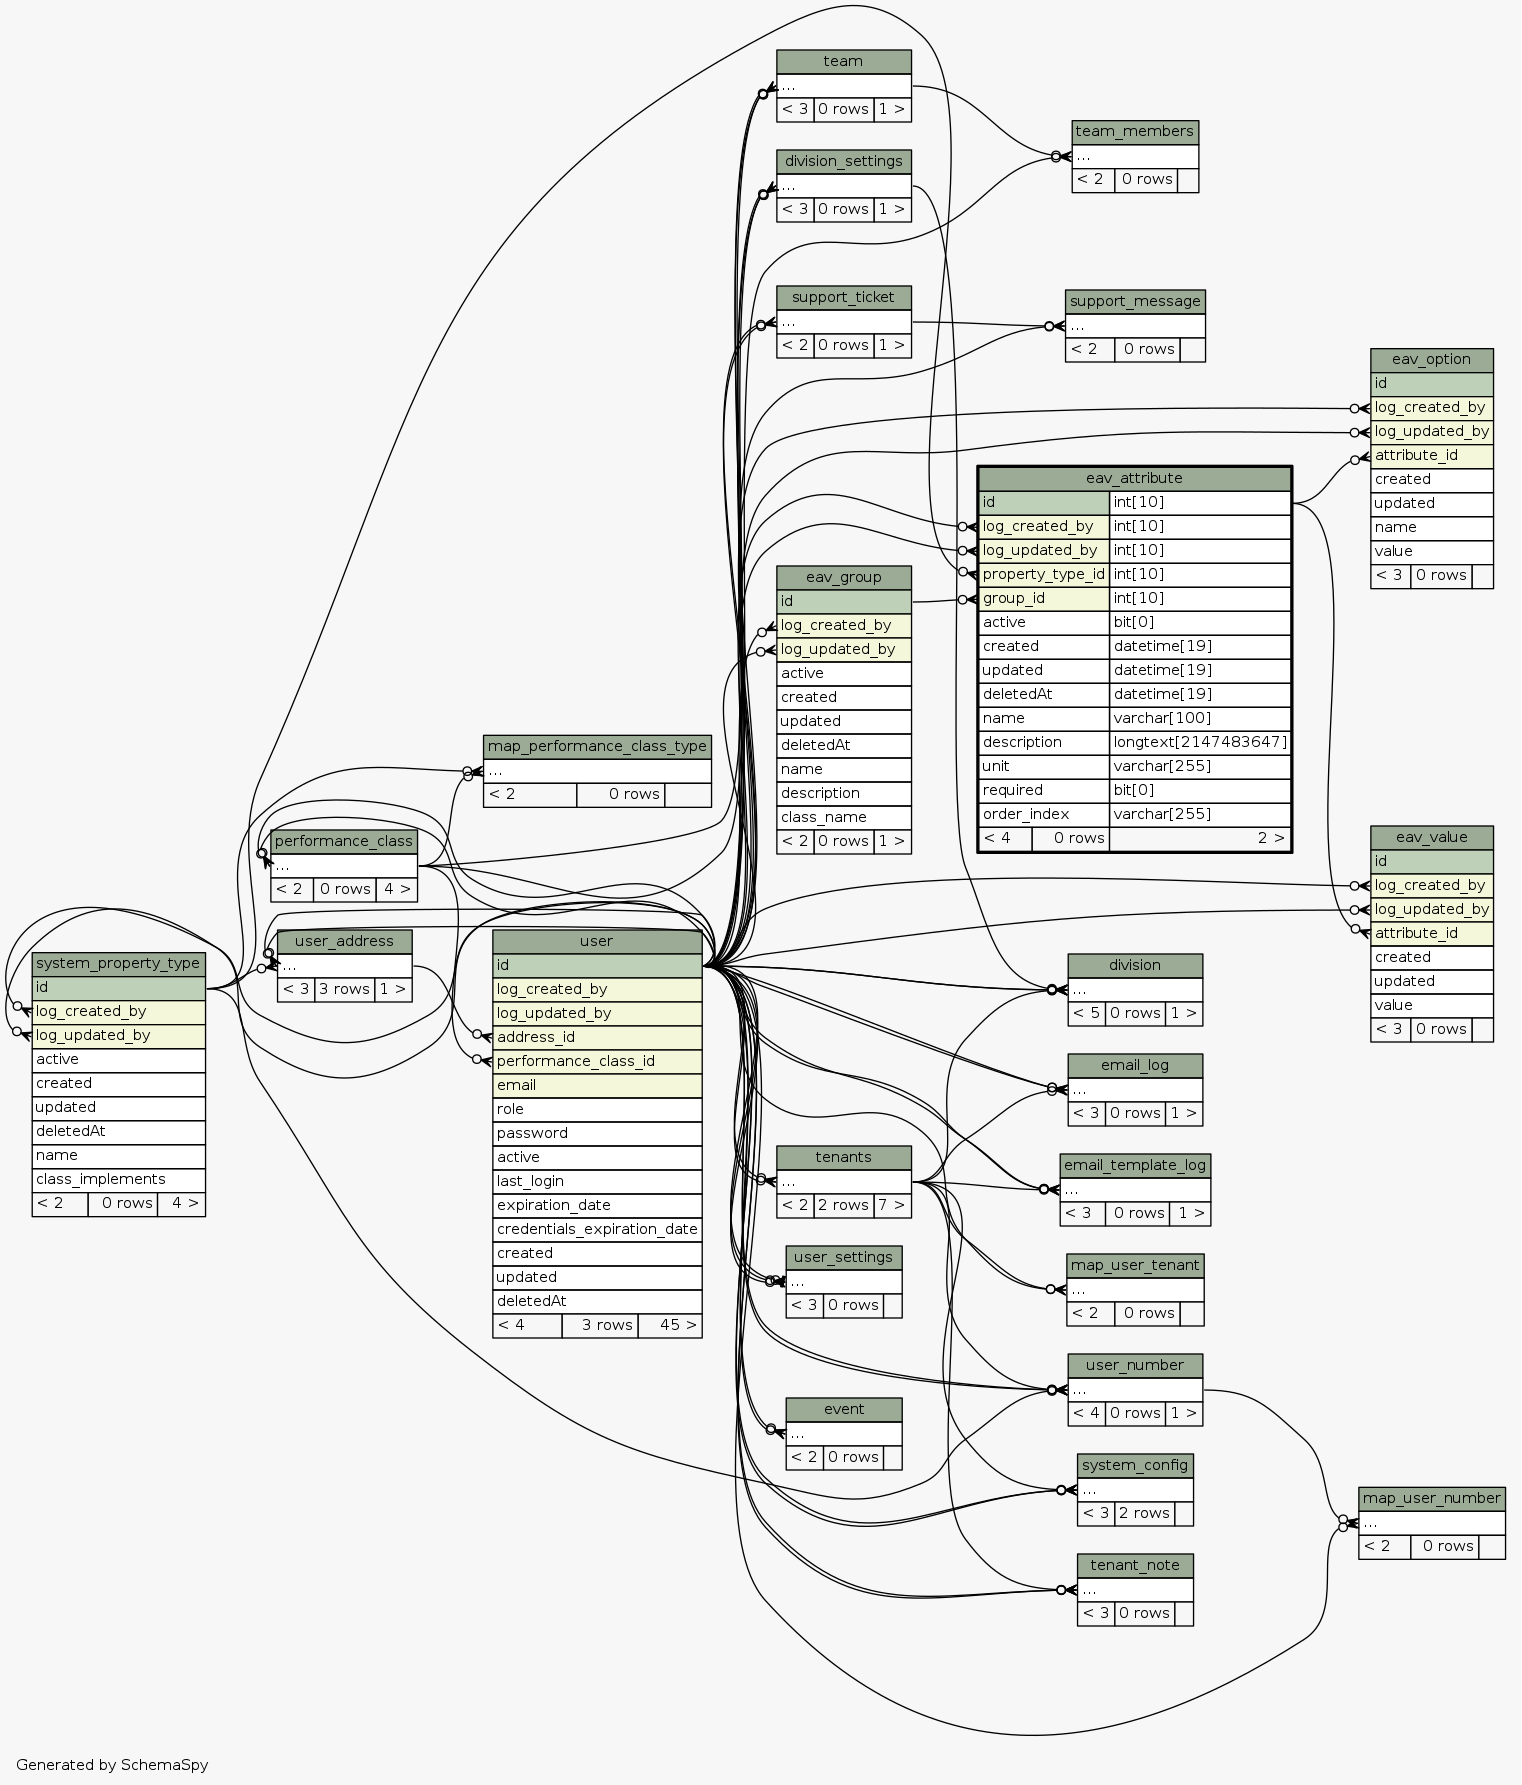 team
...
< 3 0 rows 1 >
team_members
...
< 2 0 rows
division_settings
...
< 3 0 rows 1 >
support_ticket
...
< 2 0 rows 1 >
support_message
...
< 2 0 rows
eav_option
id
log_created_by
log_updated_by
attribute_id
created
updated
name
value
< 3 0 rows
eav_attribute
id int[10]
log_created_by int[10]
log_updated_by int[10]
property_type_id int[10]
group_id int[10]
active bit[0]
created datetime[19]
updated datetime[19]
deletedAt datetime[19]
name varchar[100]
description longtext[2147483647]
unit varchar[255]
required bit[0]
order_index varchar[255]
< 4 0 rows 2 >
eav_group
id
log_created_by
log_updated_by
active
created
updated
deletedAt
name
description
class_name
< 2 0 rows 1 >
map_performance_class_type
...
< 2 0 rows
performance_class
...
< 2 0 rows 4 >
eav_value
id
log_created_by
log_updated_by
attribute_id
created
updated
value
< 3 0 rows
user_address
...
< 3 3 rows 1 >
user
id
log_created_by
log_updated_by
address_id
performance_class_id
email
role
password
active
last_login
expiration_date
credentials_expiration_date
created
updated
deletedAt
< 4 3 rows 45 >
system_property_type
id
log_created_by
log_updated_by
active
created
updated
deletedAt
name
class_implements
< 2 0 rows 4 >
division
...
< 5 0 rows 1 >
email_log
...
< 3 0 rows 1 >
tenants
...
< 2 2 rows 7 >
email_template_log
...
< 3 0 rows 1 >
user_settings
...
< 3 0 rows
map_user_tenant
...
< 2 0 rows
user_number
...
< 4 0 rows 1 >
event
...
< 2 0 rows
system_config
...
< 3 2 rows
map_user_number
...
< 2 0 rows
tenant_note
...
< 3 0 rows
Generated by SchemaSpy